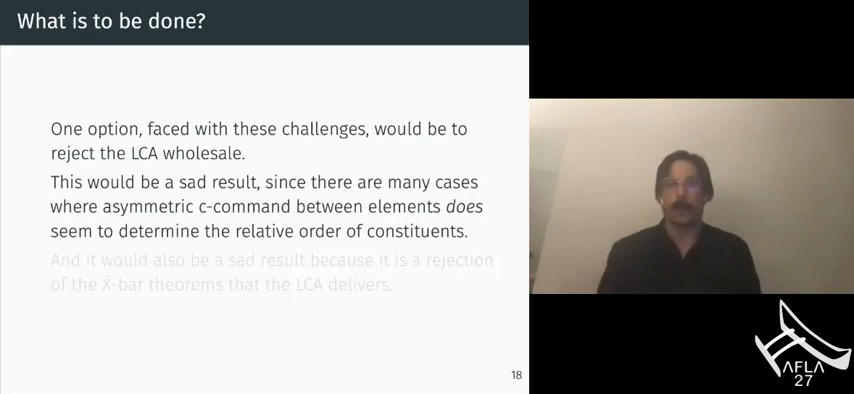 What is to be done?
One option, faced with these challenges, would be to
reject the LCA wholesale.
This would be a sad result, since there are many cases
where asymmetric c-command between elements does
seem to determine the relative order of constituents.
And it would also be a sad result because it is a rejection
of the X̄-bar theorems that the LCA delivers.
18
AFLA
27